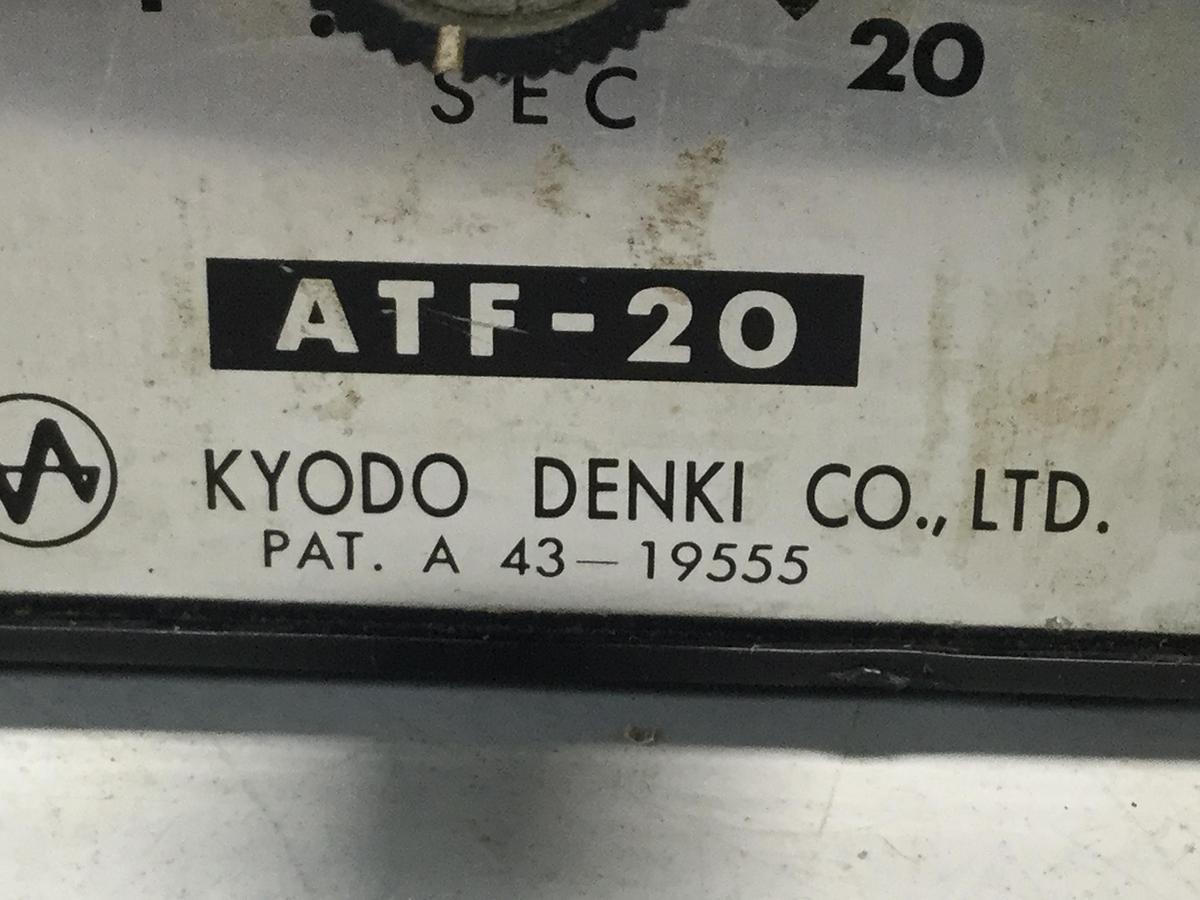 20
SEC
ATF-20
KYODO DENKI CO., LTD.
PAT. A 43—19555